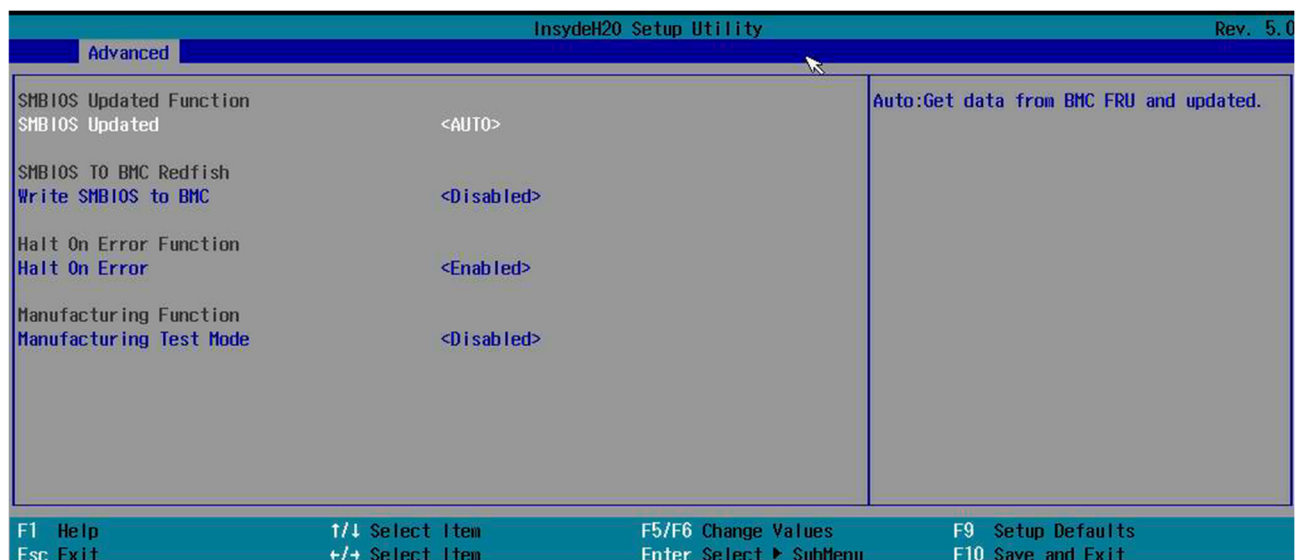 InsydeH20 Setup Utility Rev. 5.0
Advanced
SMBIOS Updated Function
SMBIOS Updated <AUTO>
Auto:Get data from BMC FRU and updated.
SMBIOS TO BMC Redfish
Write SMBIOS to BMC <Disabled>
Halt On Error Function
Halt On Error <Enabled>
Manufacturing Function
Manufacturing Test Mode <Disabled>
F1 Help ↑/↓ Select Item F5/F6 Change Values F9 Setup Defaults
Esc Exit ←/→ Select Item Enter Select ▶ SubMenu F10 Save and Exit